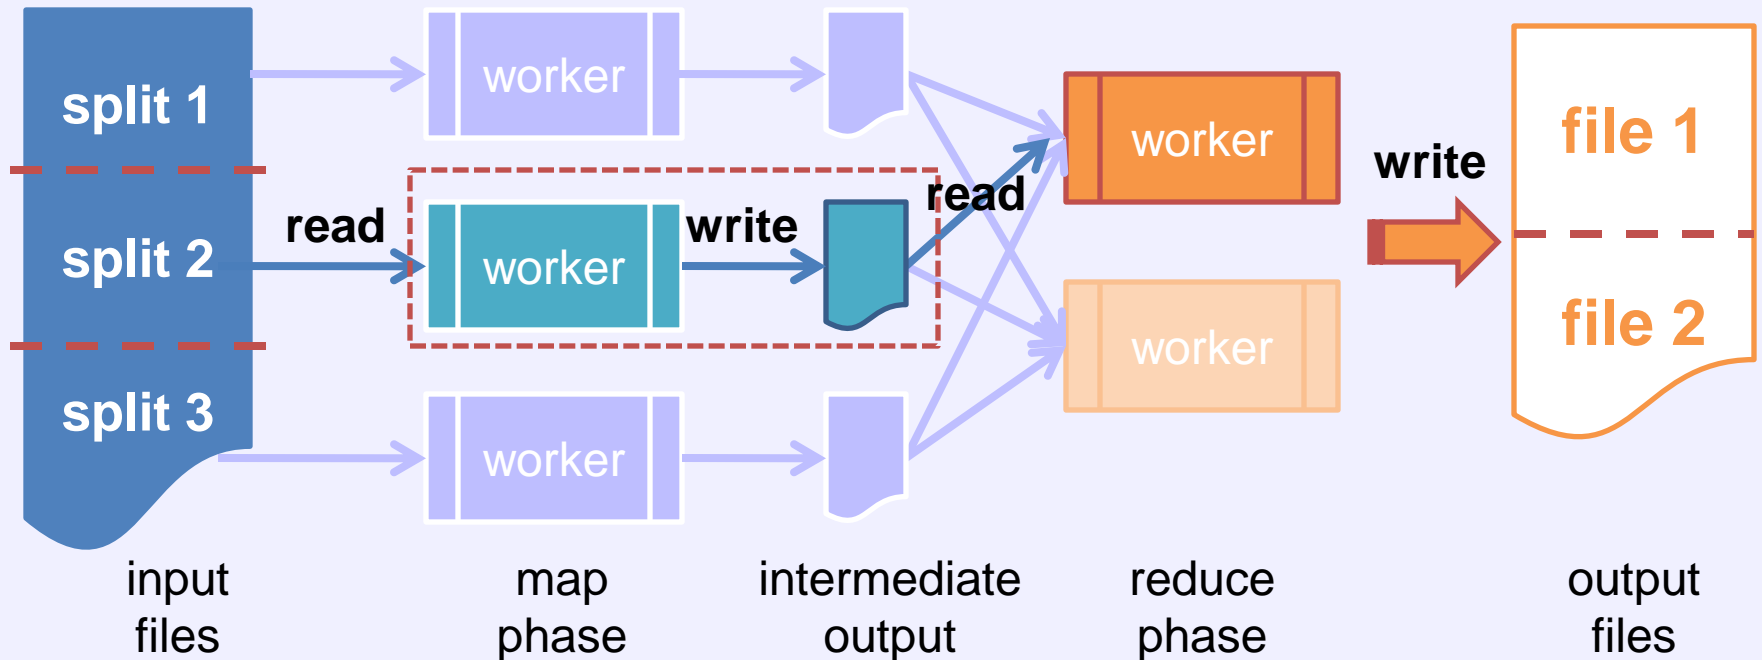 split 1
split 2
split 3
read
worker
worker
worker
write
read
worker
worker
write
file 1
file 2
input
files
map
phase
intermediate
output
reduce
phase
output
files